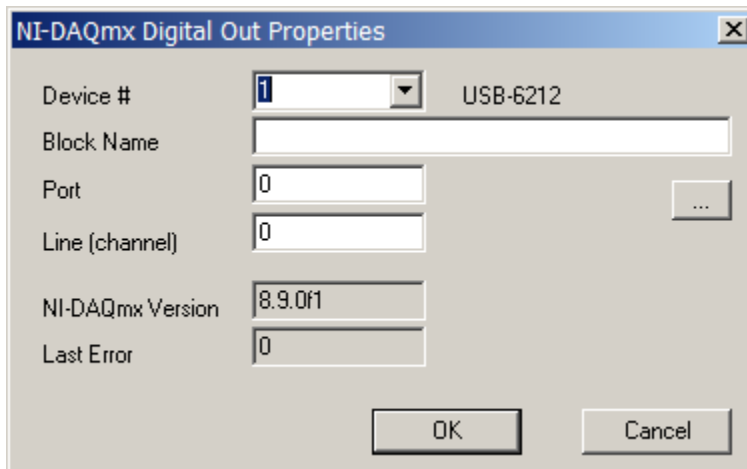 NI-DAQmx Digital Out Properties
Device # 1 USB-6212
Block Name
Port 0
...
Line (channel) 0
NI-DAQmx Version 8.9.0f1
Last Error 0
OK Cancel